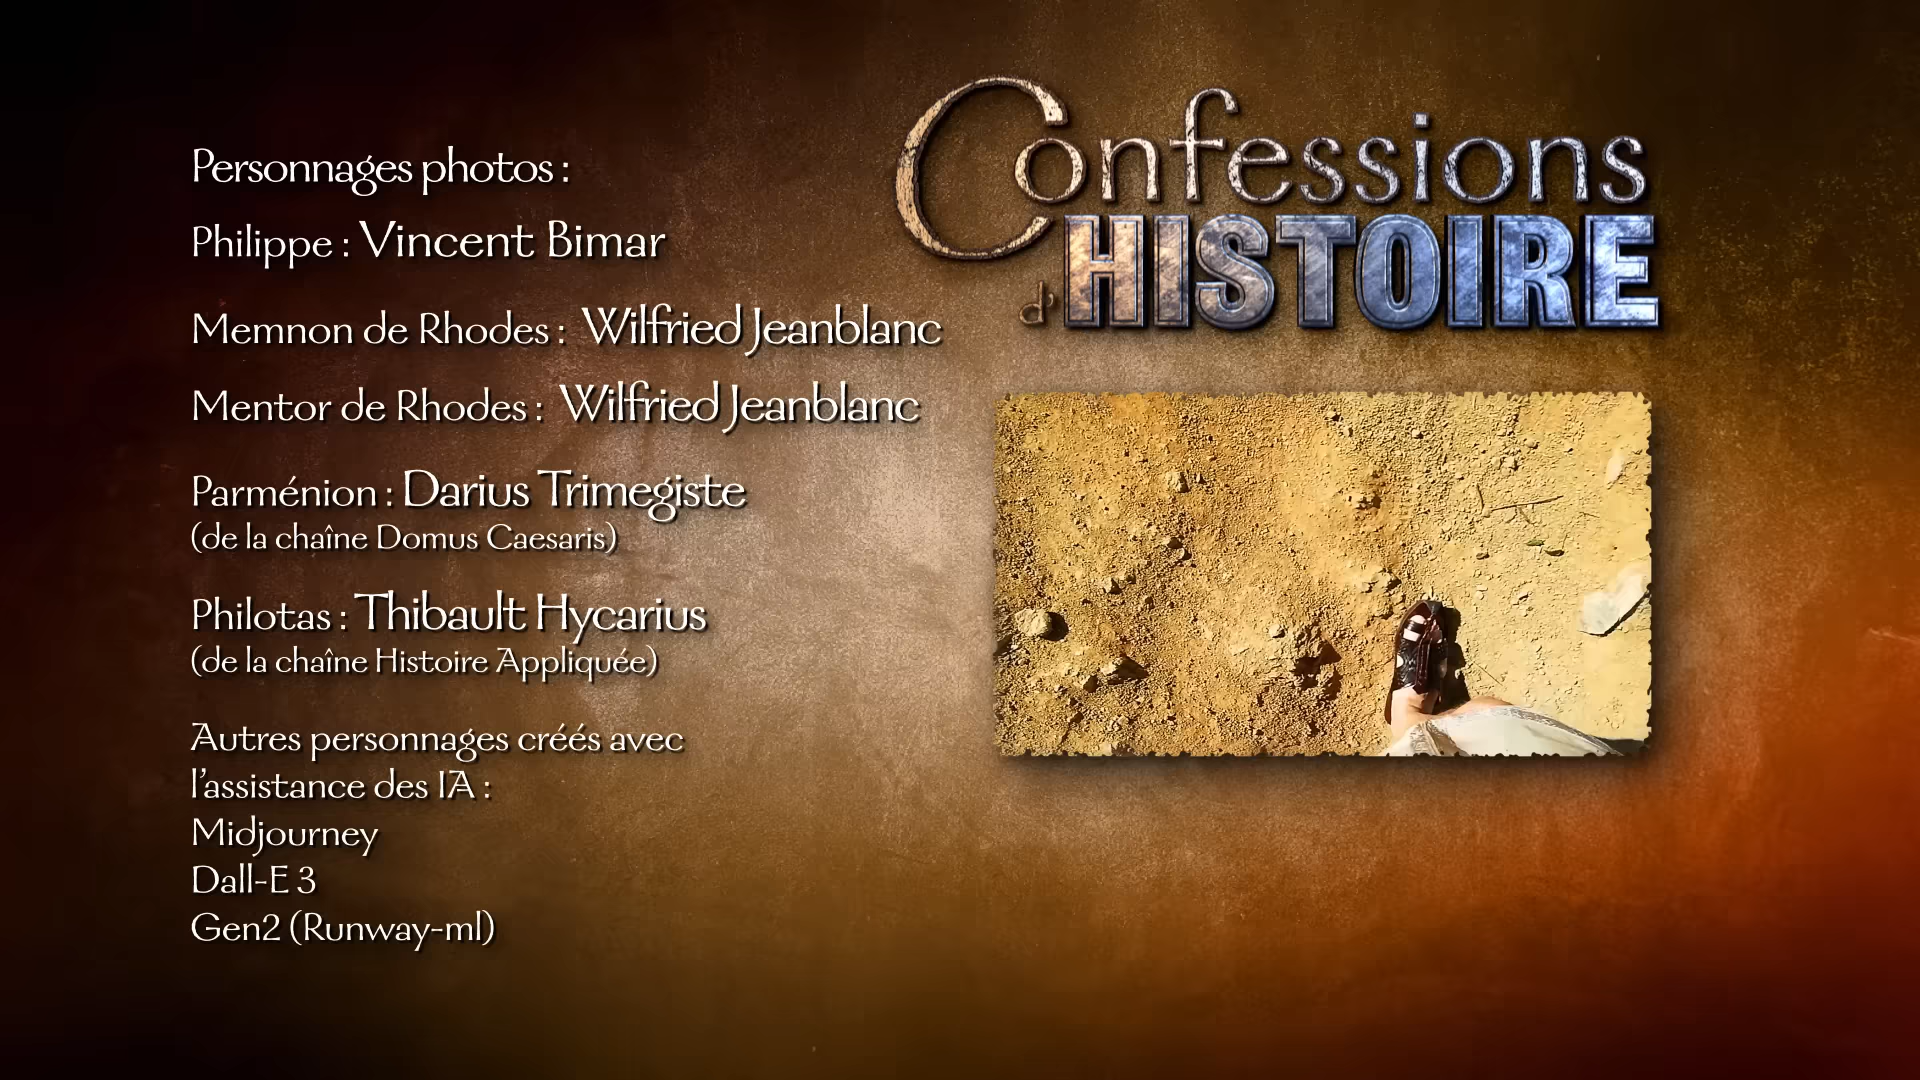 Personnages photos :
Philippe : Vincent Bimar
Memnon de Rhodes : Wilfried Jeanblanc
Mentor de Rhodes : Wilfried Jeanblanc
Parménion : Darius Trimegiste
(de la chaîne Domus Caesaris)
Philotas : Thibault Hycarius
(de la chaîne Histoire Appliquée)
Autres personnages créés avec
l'assistance des IA :
Midjourney
Dall-E 3
Gen2 (Runway-ml)
Confessions
d'HISTOIRE